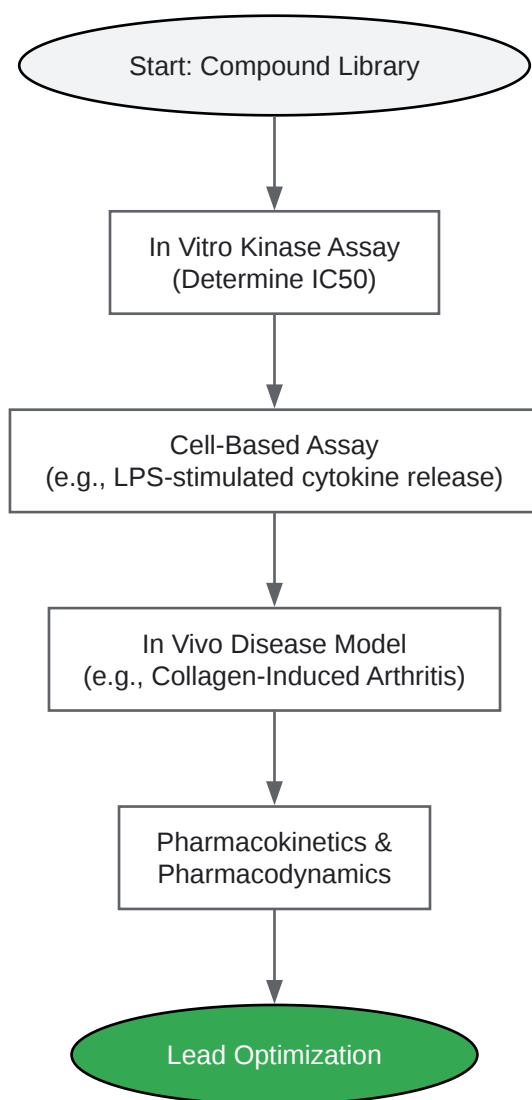 Start: Compound Library
In Vitro Kinase Assay
(Determine IC50)
Cell-Based Assay
(e.g., LPS-stimulated cytokine release)
In Vivo Disease Model
(e.g., Collagen-Induced Arthritis)
Pharmacokinetics &
Pharmacodynamics
Lead Optimization